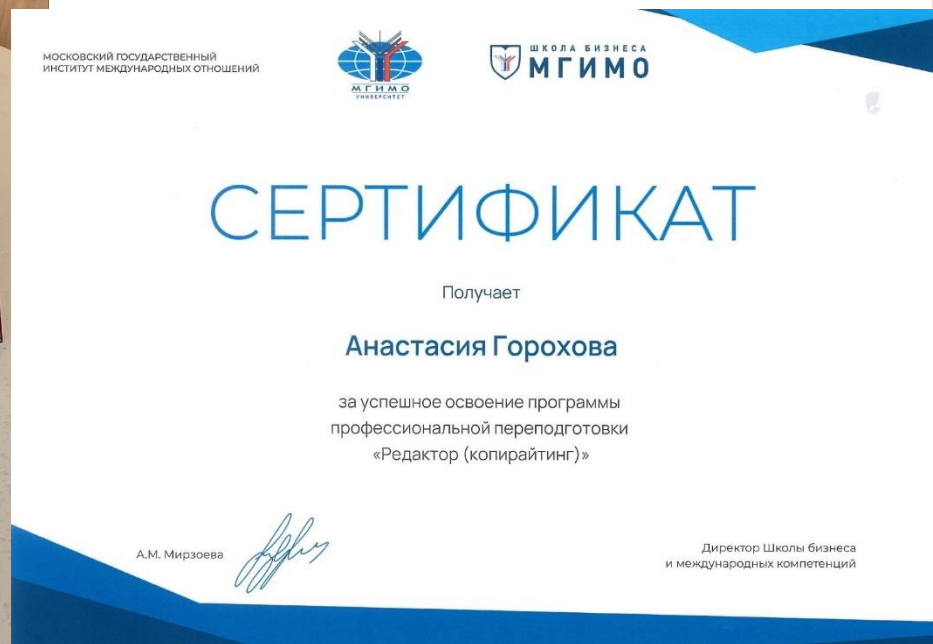 МОСКОВСКИЙ ГОСУДАРСТВЕННЫЙ
ИНСТИТУТ МЕЖДУНАРОДНЫХ ОТНОШЕНИЙ
МГИМО
УНИВЕРСИТЕТ
ШКОЛА БИЗНЕСА
МГИМО
СЕРТИФИКАТ
Получает
Анастасия Горохова
за успешное освоение программы
профессиональной переподготовки
«Редактор (копирайтинг)»
А.М. Мирзоева
Директор Школы бизнеса
и международных компетенций